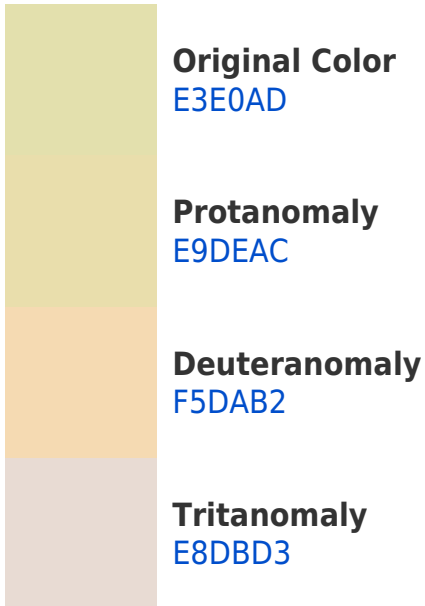 Original Color
E3E0AD
Protanomaly
E9DEAC
Deuteranomaly
F5DAB2
Tritanomaly
E8DBD3